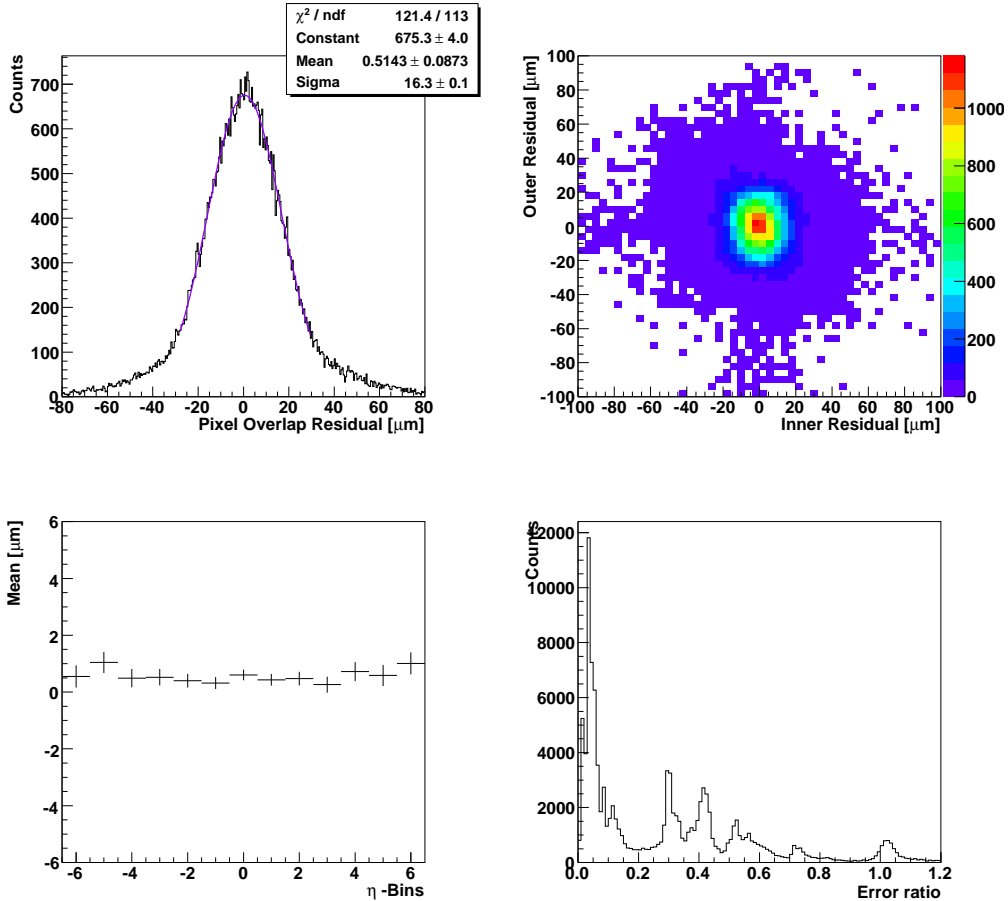 χ² / ndf 121.4 / 113
Constant 675.3 ± 4.0
Mean 0.5143 ± 0.0873
Sigma 16.3 ± 0.1
Counts
700
600
500
400
300
200
100
0
-80 -60 -40 -20 0 20 40 60 80
Pixel Overlap Residual [μm]
Outer Residual [μm]
100
80
60
40
20
0
-20
-40
-60
-80
-100
-100 -80 -60 -40 -20 0 20 40 60 80 100
Inner Residual [μm]
1000
800
600
400
200
0
Mean [μm]
6
4
2
0
-2
-4
-6
-6 -4 -2 0 2 4 6
η -Bins
Counts
12000
10000
8000
6000
4000
2000
0
0.0 0.2 0.4 0.6 0.8 1.0 1.2
Error ratio